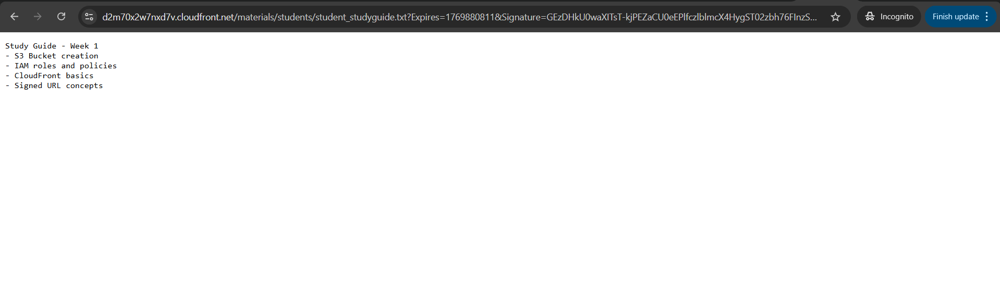 d2m70x2w7nxd7v.cloudfront.net/materials/students/student_studyguide.txt?Expires=1769880811&Signature=GEzDHkU0waXITsT-kjPEZaCU0eEPlfczlblmcX4HygST02zbh76FInzS...
Incognito
Finish update
Study Guide - Week 1
- S3 Bucket creation
- IAM roles and policies
- CloudFront basics
- Signed URL concepts